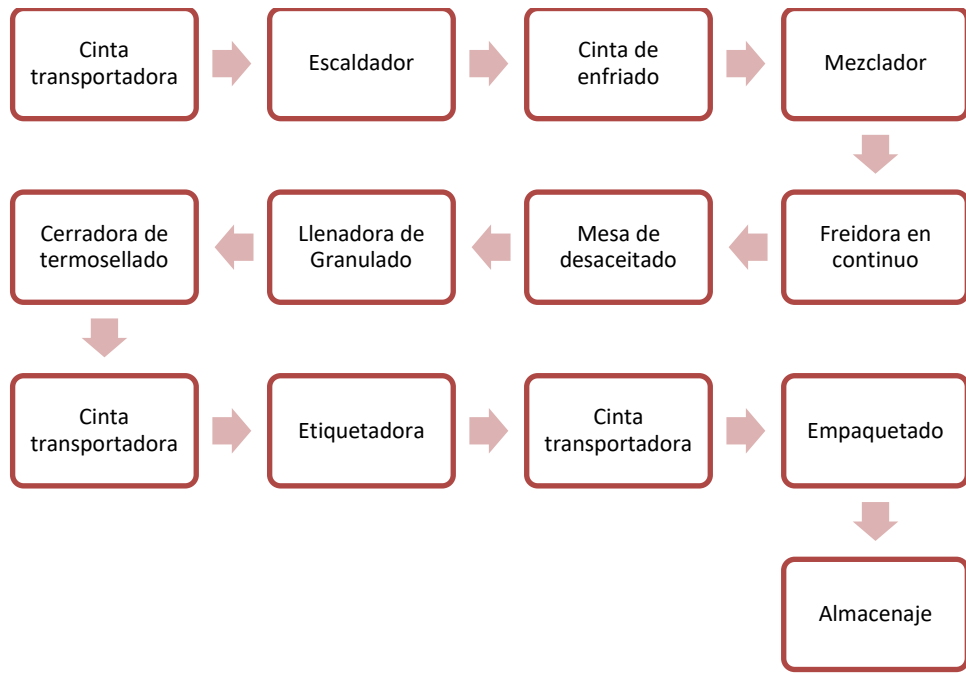 Cinta
transportadora
Escaldador
Cinta de
enfriado
Mezclador
Freidora en
continuo
Mesa de
desaceitado
Llenadora de
Granulado
Cerradora de
termosellado
Cinta
transportadora
Etiquetadora
Cinta
transportadora
Empaquetado
Almacenaje